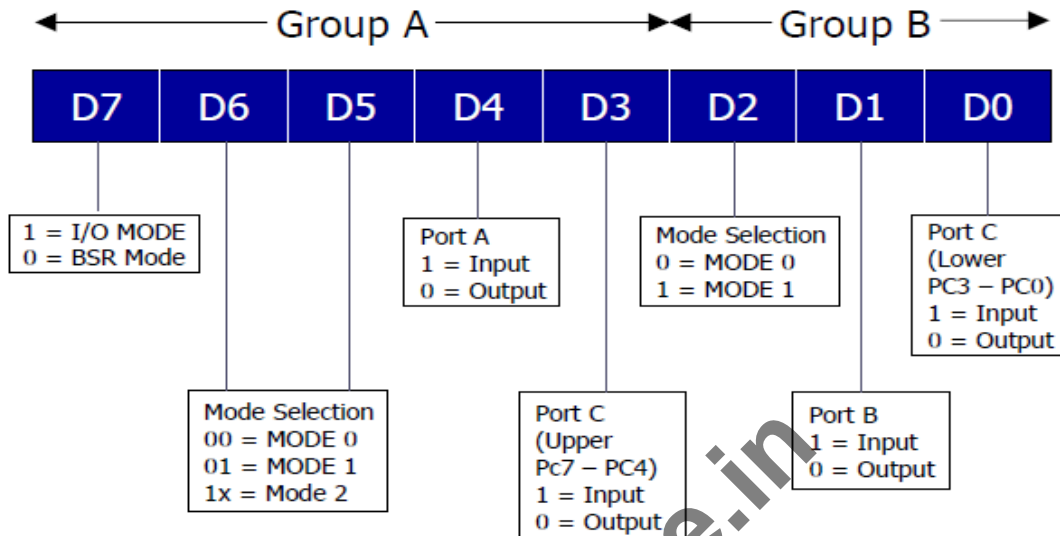 Group A
Group B
D7 D6 D5 D4 D3 D2 D1 D0
1 = I/O MODE
0 = BSR Mode
Port A
1 = Input
0 = Output
Mode Selection
0 = MODE 0
1 = MODE 1
Port C
(Lower
PC3 – PC0)
1 = Input
0 = Output
Mode Selection
00 = MODE 0
01 = MODE 1
1x = Mode 2
Port C
(Upper
Pc7 – PC4)
1 = Input
0 = Output
Port B
1 = Input
0 = Output
e.in